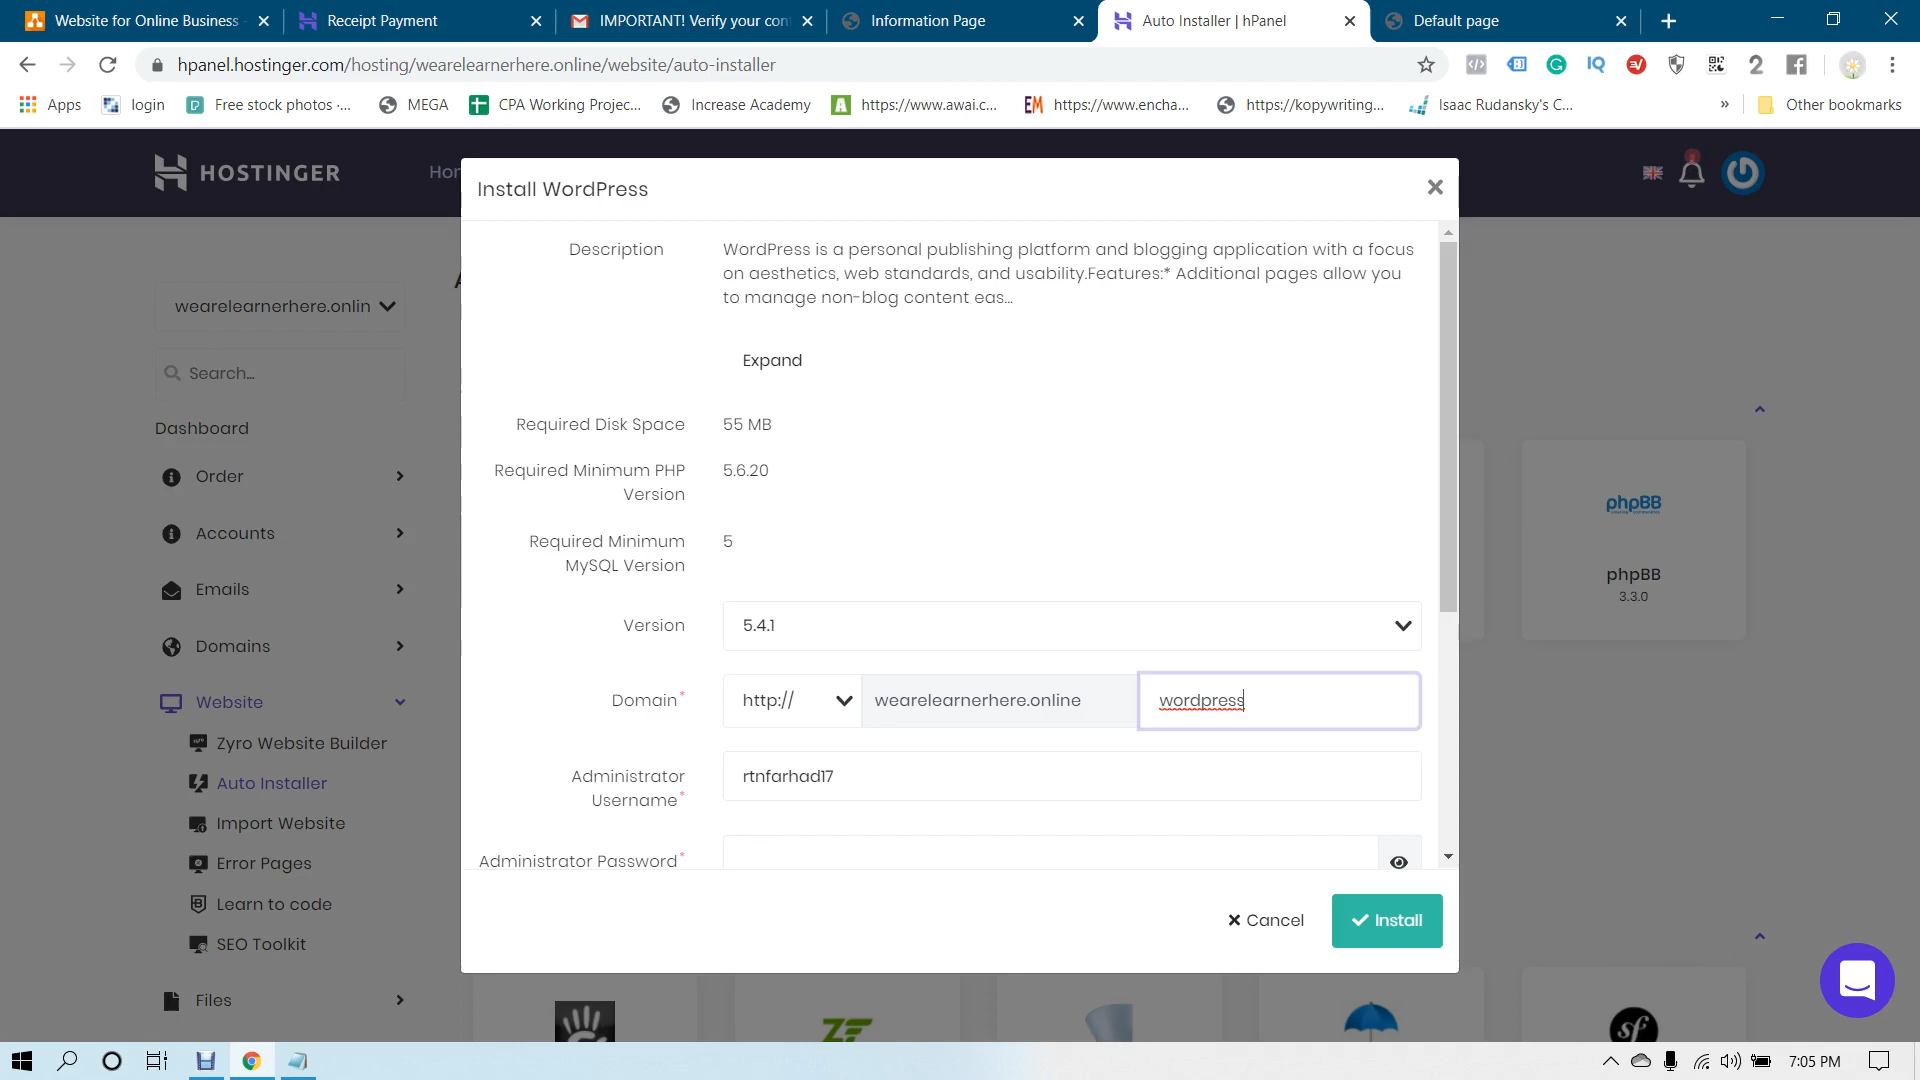 Website for Online Business -
Receipt Payment
IMPORTANT! Verify your con
Information Page
Auto Installer | hPanel
Default page
hpanel.hostinger.com/hosting/wearelearnerhere.online/website/auto-installer
Apps
login
Free stock photos ·...
MEGA
CPA Working Projec...
Increase Academy
https://www.awai.c...
EM
https://www.encha...
https://kopywriting...
Isaac Rudansky's C...
»
Other bookmarks
HOSTINGER
Hor
Install WordPress
Description
WordPress is a personal publishing platform and blogging application with a focus
on aesthetics, web standards, and usability.Features:* Additional pages allow you
to manage non-blog content eas...
Expand
Required Disk Space
55 MB
Required Minimum PHP
Version
5.6.20
Required Minimum
MySQL Version
5
Version
5.4.1
Domain*
http://
wearelearnerhere.online
wordpress
Administrator
Username*
rtnfarhad17
Administrator Password*
Cancel
Install
wearelearnerhere.onlin
Search...
Dashboard
Order
Accounts
Emails
Domains
Website
Zyro Website Builder
Auto Installer
Import Website
Error Pages
Learn to code
SEO Toolkit
Files
phpBB
phpBB
3.3.0
ZF
sf
7:05 PM